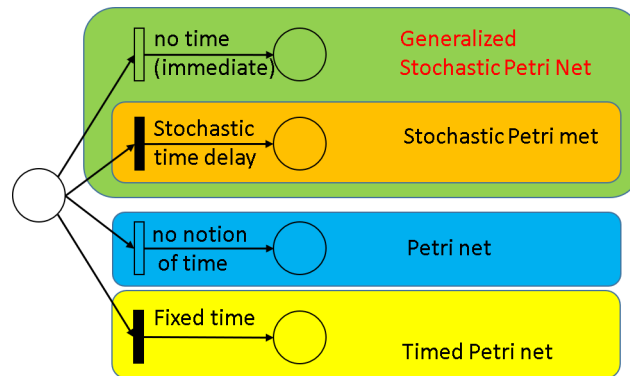 no time
(immediate)
Generalized
Stochastic Petri Net
Stochastic
time delay
Stochastic Petri met
no notion
of time
Petri net
Fixed time
Timed Petri net